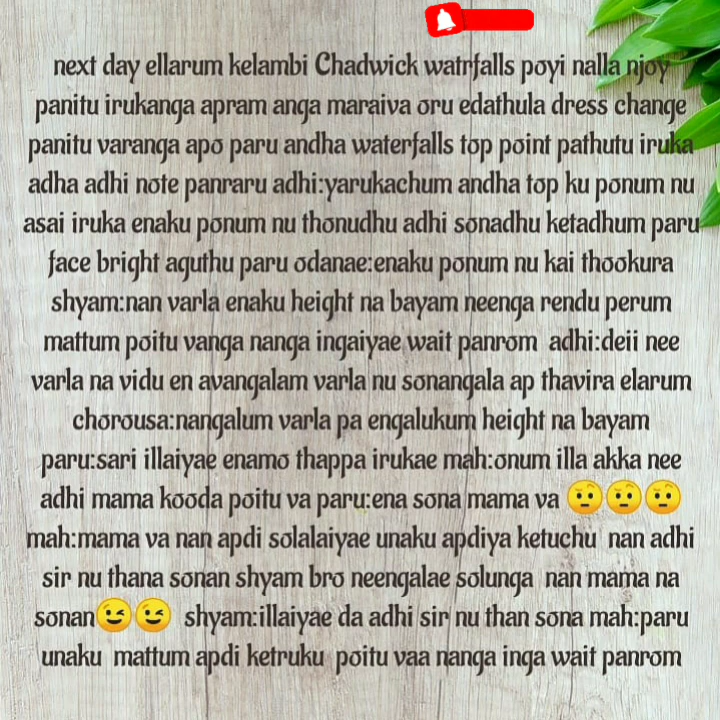 next day ellarum kelambi Chadwick watrfalls poyi nalla njoy
panitu irukanga apram anga maraiva oru edathula dress change
panitu varanga apo paru andha waterfalls top point pathutu iruka
adha adhi note panraru adhi:yarukachum andha top ku ponum nu
asai iruka enaku ponum nu thonudhu adhi sonadhu ketadhum paru
face bright aguthu paru odanae:enaku ponum nu kai thookura
shyam:nan varla enaku height na bayam neenga rendu perum
mattum poitu vanga nanga ingaiyae wait panrom adhi:deii nee
varla na vidu en avangalam varla nu sonangala ap thavira elarum
chorousa:nangalum varla pa engalukum height na bayam
paru:sari illaiyae enamo thappa irukae mah:onum illa akka nee
adhi mama kooda poitu va paru:ena sona mama va 🤨🤨🤨
mah:mama va nan apdi solalaiyae unaku apdiya ketuchu nan adhi
sir nu thana sonan shyam bro neengalae solunga nan mama na
sonan😉😉 shyam:illaiyae da adhi sir nu than sona mah:paru
unaku mattum apdi ketruku poitu vaa nanga inga wait panrom